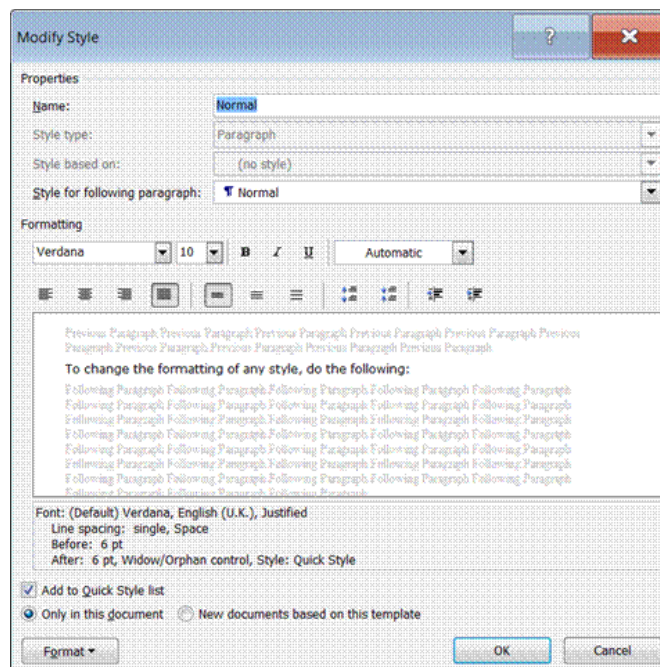 Modify Style
Properties
Name: Normal
Style type: Paragraph
Style based on: (no style)
Style for following paragraph: ¶ Normal
Formatting
Verdana 10 B I U Automatic
Previous Paragraph Previous Paragraph Previous Paragraph Previous Paragraph Previous Paragraph Previous
Paragraph Previous Paragraph Previous Paragraph Previous Paragraph Previous Paragraph
To change the formatting of any style, do the following:
Following Paragraph Following Paragraph Following Paragraph Following Paragraph Following Paragraph
Following Paragraph Following Paragraph Following Paragraph Following Paragraph Following Paragraph
Following Paragraph Following Paragraph Following Paragraph Following Paragraph Following Paragraph
Following Paragraph Following Paragraph Following Paragraph Following Paragraph Following Paragraph
Following Paragraph Following Paragraph Following Paragraph Following Paragraph Following Paragraph
Following Paragraph Following Paragraph Following Paragraph Following Paragraph Following Paragraph
Following Paragraph Following Paragraph Following Paragraph Following Paragraph Following Paragraph
Following Paragraph Following Paragraph Following Paragraph
Font: (Default) Verdana, English (U.K.), Justified
Line spacing: single, Space
Before: 6 pt
After: 6 pt, Widow/Orphan control, Style: Quick Style
Add to Quick Style list
Only in this document New documents based on this template
Format OK Cancel